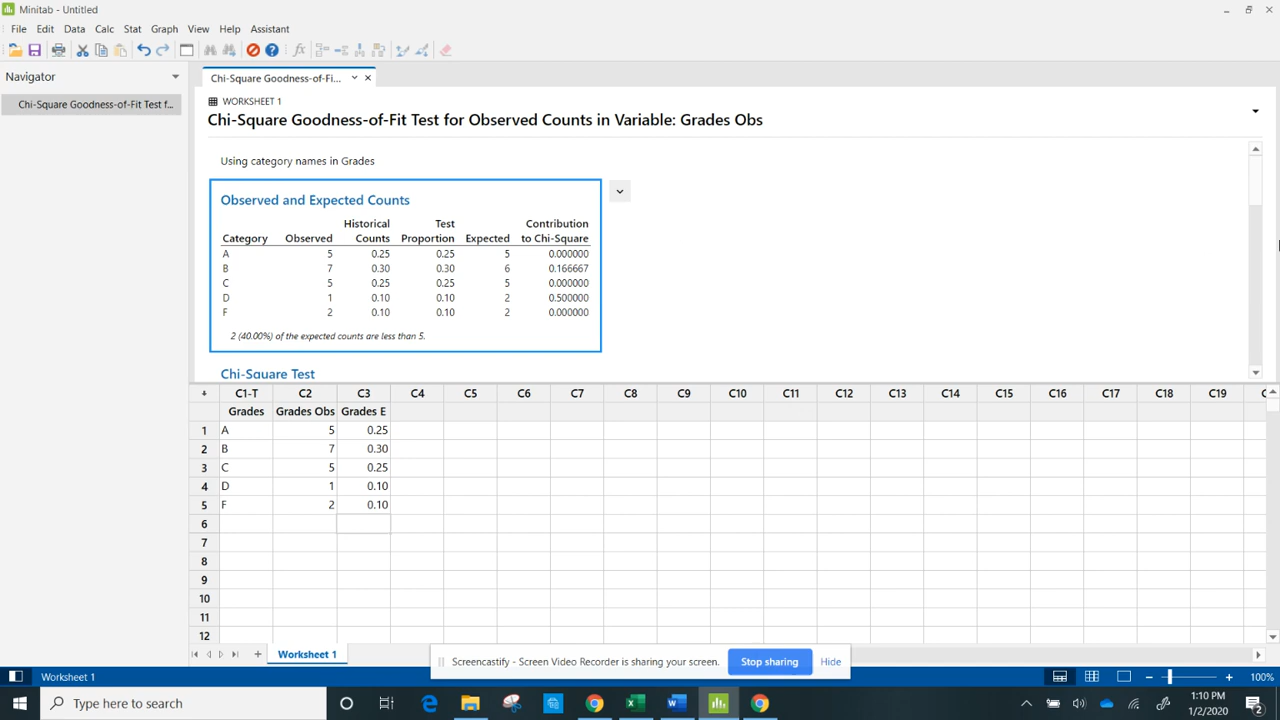 Minitab - Untitled
File Edit Data Calc Stat Graph View Help Assistant
Navigator
Chi-Square Goodness-of-Fit Test f...
Chi-Square Goodness-of-Fi...
WORKSHEET 1
Chi-Square Goodness-of-Fit Test for Observed Counts in Variable: Grades Obs
Using category names in Grades
Observed and Expected Counts
Historical Test Contribution
Category Observed Counts Proportion Expected to Chi-Square
A 5 0.25 0.25 5 0.000000
B 7 0.30 0.30 6 0.166667
C 5 0.25 0.25 5 0.000000
D 1 0.10 0.10 2 0.500000
F 2 0.10 0.10 2 0.000000
2 (40.00%) of the expected counts are less than 5.
Chi-Square Test
C1-T C2 C3 C4 C5 C6 C7 C8 C9 C10 C11 C12 C13 C14 C15 C16 C17 C18 C19
Grades Grades Obs Grades E
1 A 5 0.25
2 B 7 0.30
3 C 5 0.25
4 D 1 0.10
5 F 2 0.10
6
7
8
9
10
11
12
Worksheet 1
Screencastify - Screen Video Recorder is sharing your screen. Stop sharing Hide
Worksheet 1 100%
Type here to search
1:10 PM
1/2/2020
2